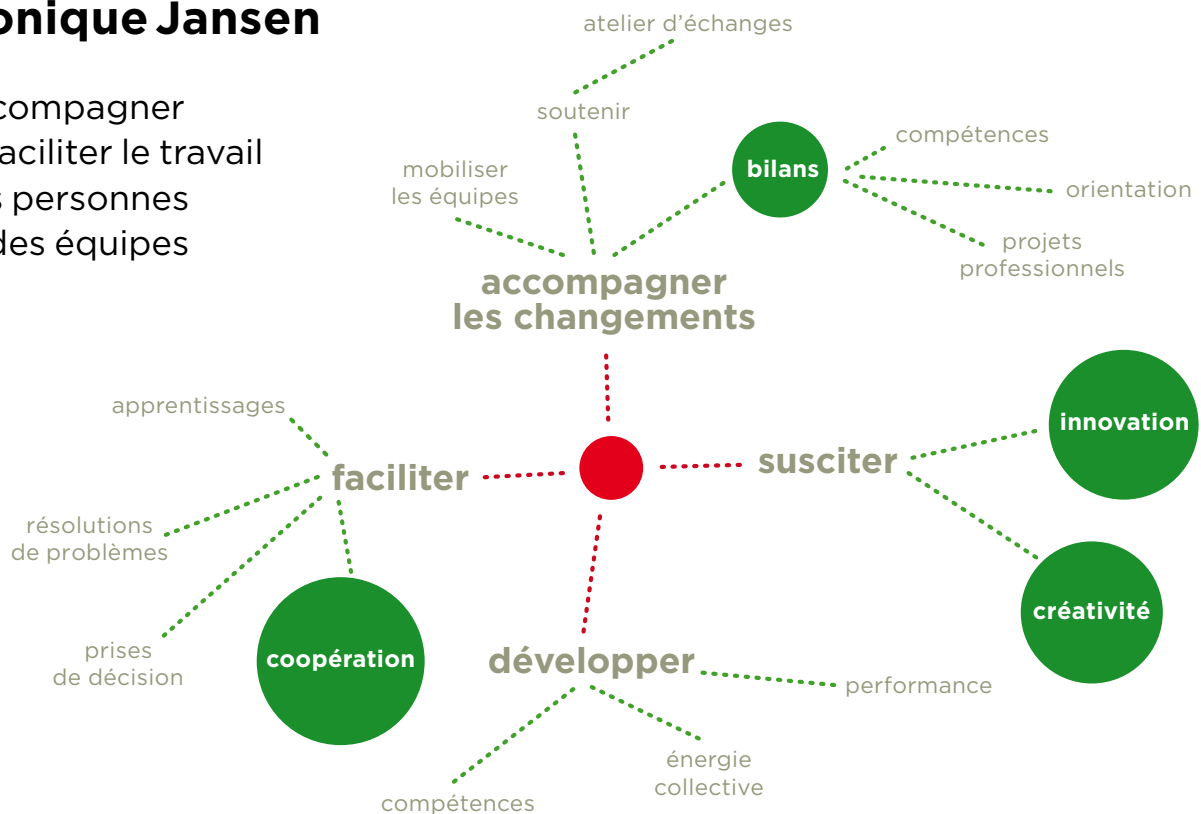 onique Jansen
compagner
aciliter le travail
s personnes
des équipes
atelier d’échanges
soutenir
mobiliser
les équipes
bilans
compétences
orientation
projets
professionnels
accompagner
les changements
apprentissages
faciliter
susciter
innovation
résolutions
de problèmes
créativité
prises
de décision
coopération
développer
performance
énergie
collective
compétences